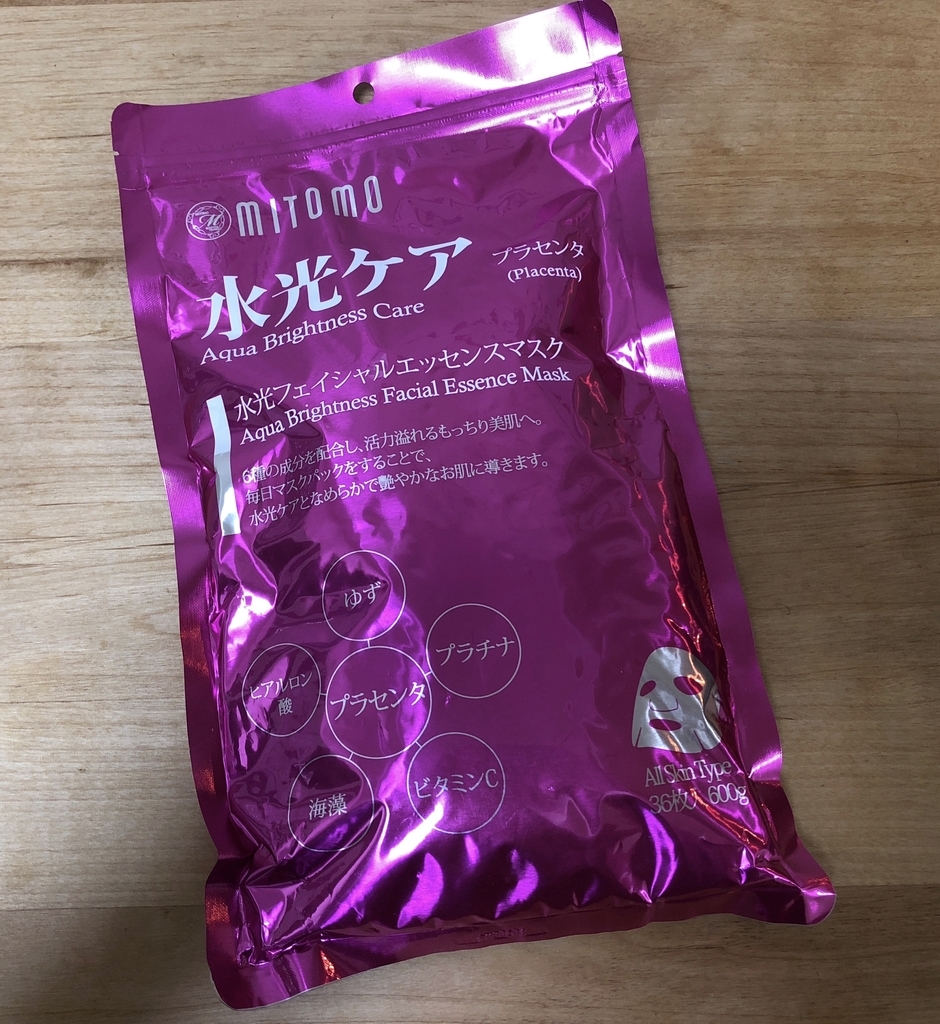 MITOMO
水光ケア
Aqua Brightness Care
プラセンタ
(Placenta)
水光フェイシャルエッセンスマスク
Aqua Brightness Facial Essence Mask
6種の成分を配合し、活力溢れるもっちり美肌へ。
毎日マスクパックをすることで、
水光ケアとなめらかで艶やかなお肌に導きます。
ゆず
プラチナ
ヒアルロン
酸
プラセンタ
海藻
ビタミンC
All Skin Type
36枚入 600g